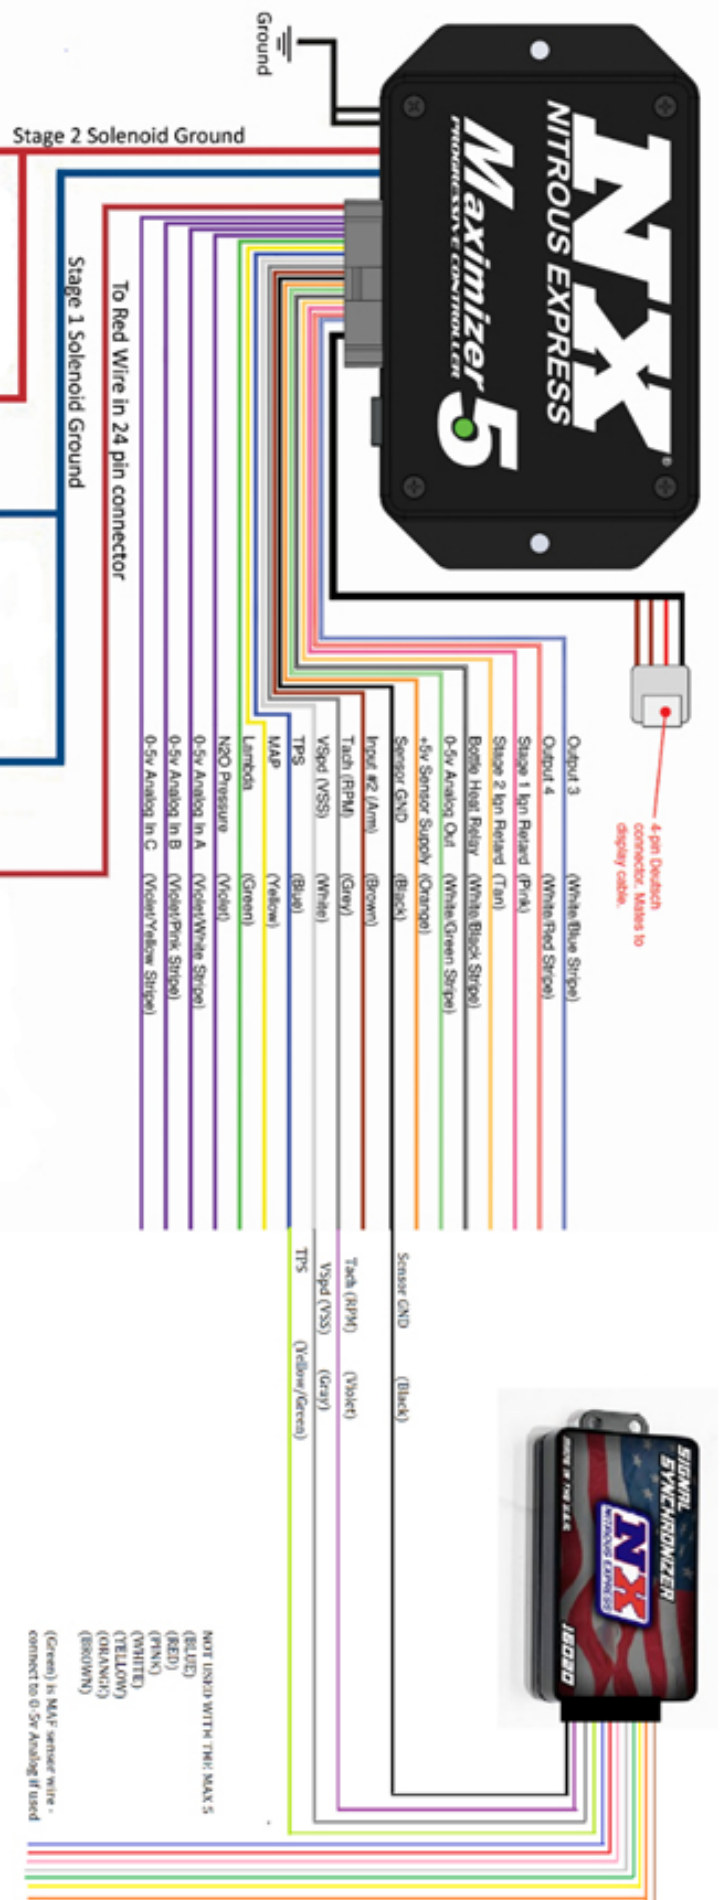 Ground
Stage 2 Solenoid Ground
Stage 1 Solenoid Ground
To Red Wire in 24 pin connector
NX®
NITROUS EXPRESS
Maximizer 5
PROGRESSIVE CONTROLLER
4-pin Deutsch
connector. Mates to
display cable.
Output 3 (White/Blue Stripe)
Output 4 (White/Red Stripe)
Stage 1 Ign Retard (Pink)
Stage 2 Ign Retard (Tan)
Bottle Heat Relay (White/Black Stripe)
0-5v Analog Out (White/Green Stripe)
+5v Sensor Supply (Orange)
Sensor GND (Black)
Input #2 (Arm) (Brown)
Tach (RPM) (Grey)
VSpd (VSS) (White)
TPS (Blue)
MAP (Yellow)
Lambda (Green)
N2O Pressure (Violet)
0-5v Analog In A (Violet/White Stripe)
0-5v Analog In B (Violet/Pink Stripe)
0-5v Analog In C (Violet/Yellow Stripe)
Sensor GND (Black)
Tach (RPM) (Violet)
VSpd (VSS) (Gray)
TPS (Yellow/Green)
SIGNAL
SYNCHRONIZER
NX
NITROUS EXPRESS
MADE IN THE U.S.A.
16030
NOT USED WITH THE MAX 5
(BLUE)
(RED)
(PINK)
(WHITE)
(YELLOW)
(ORANGE)
(BROWN)
(Green) is MAF sensor wire -
connect to 0-5v Analog if used